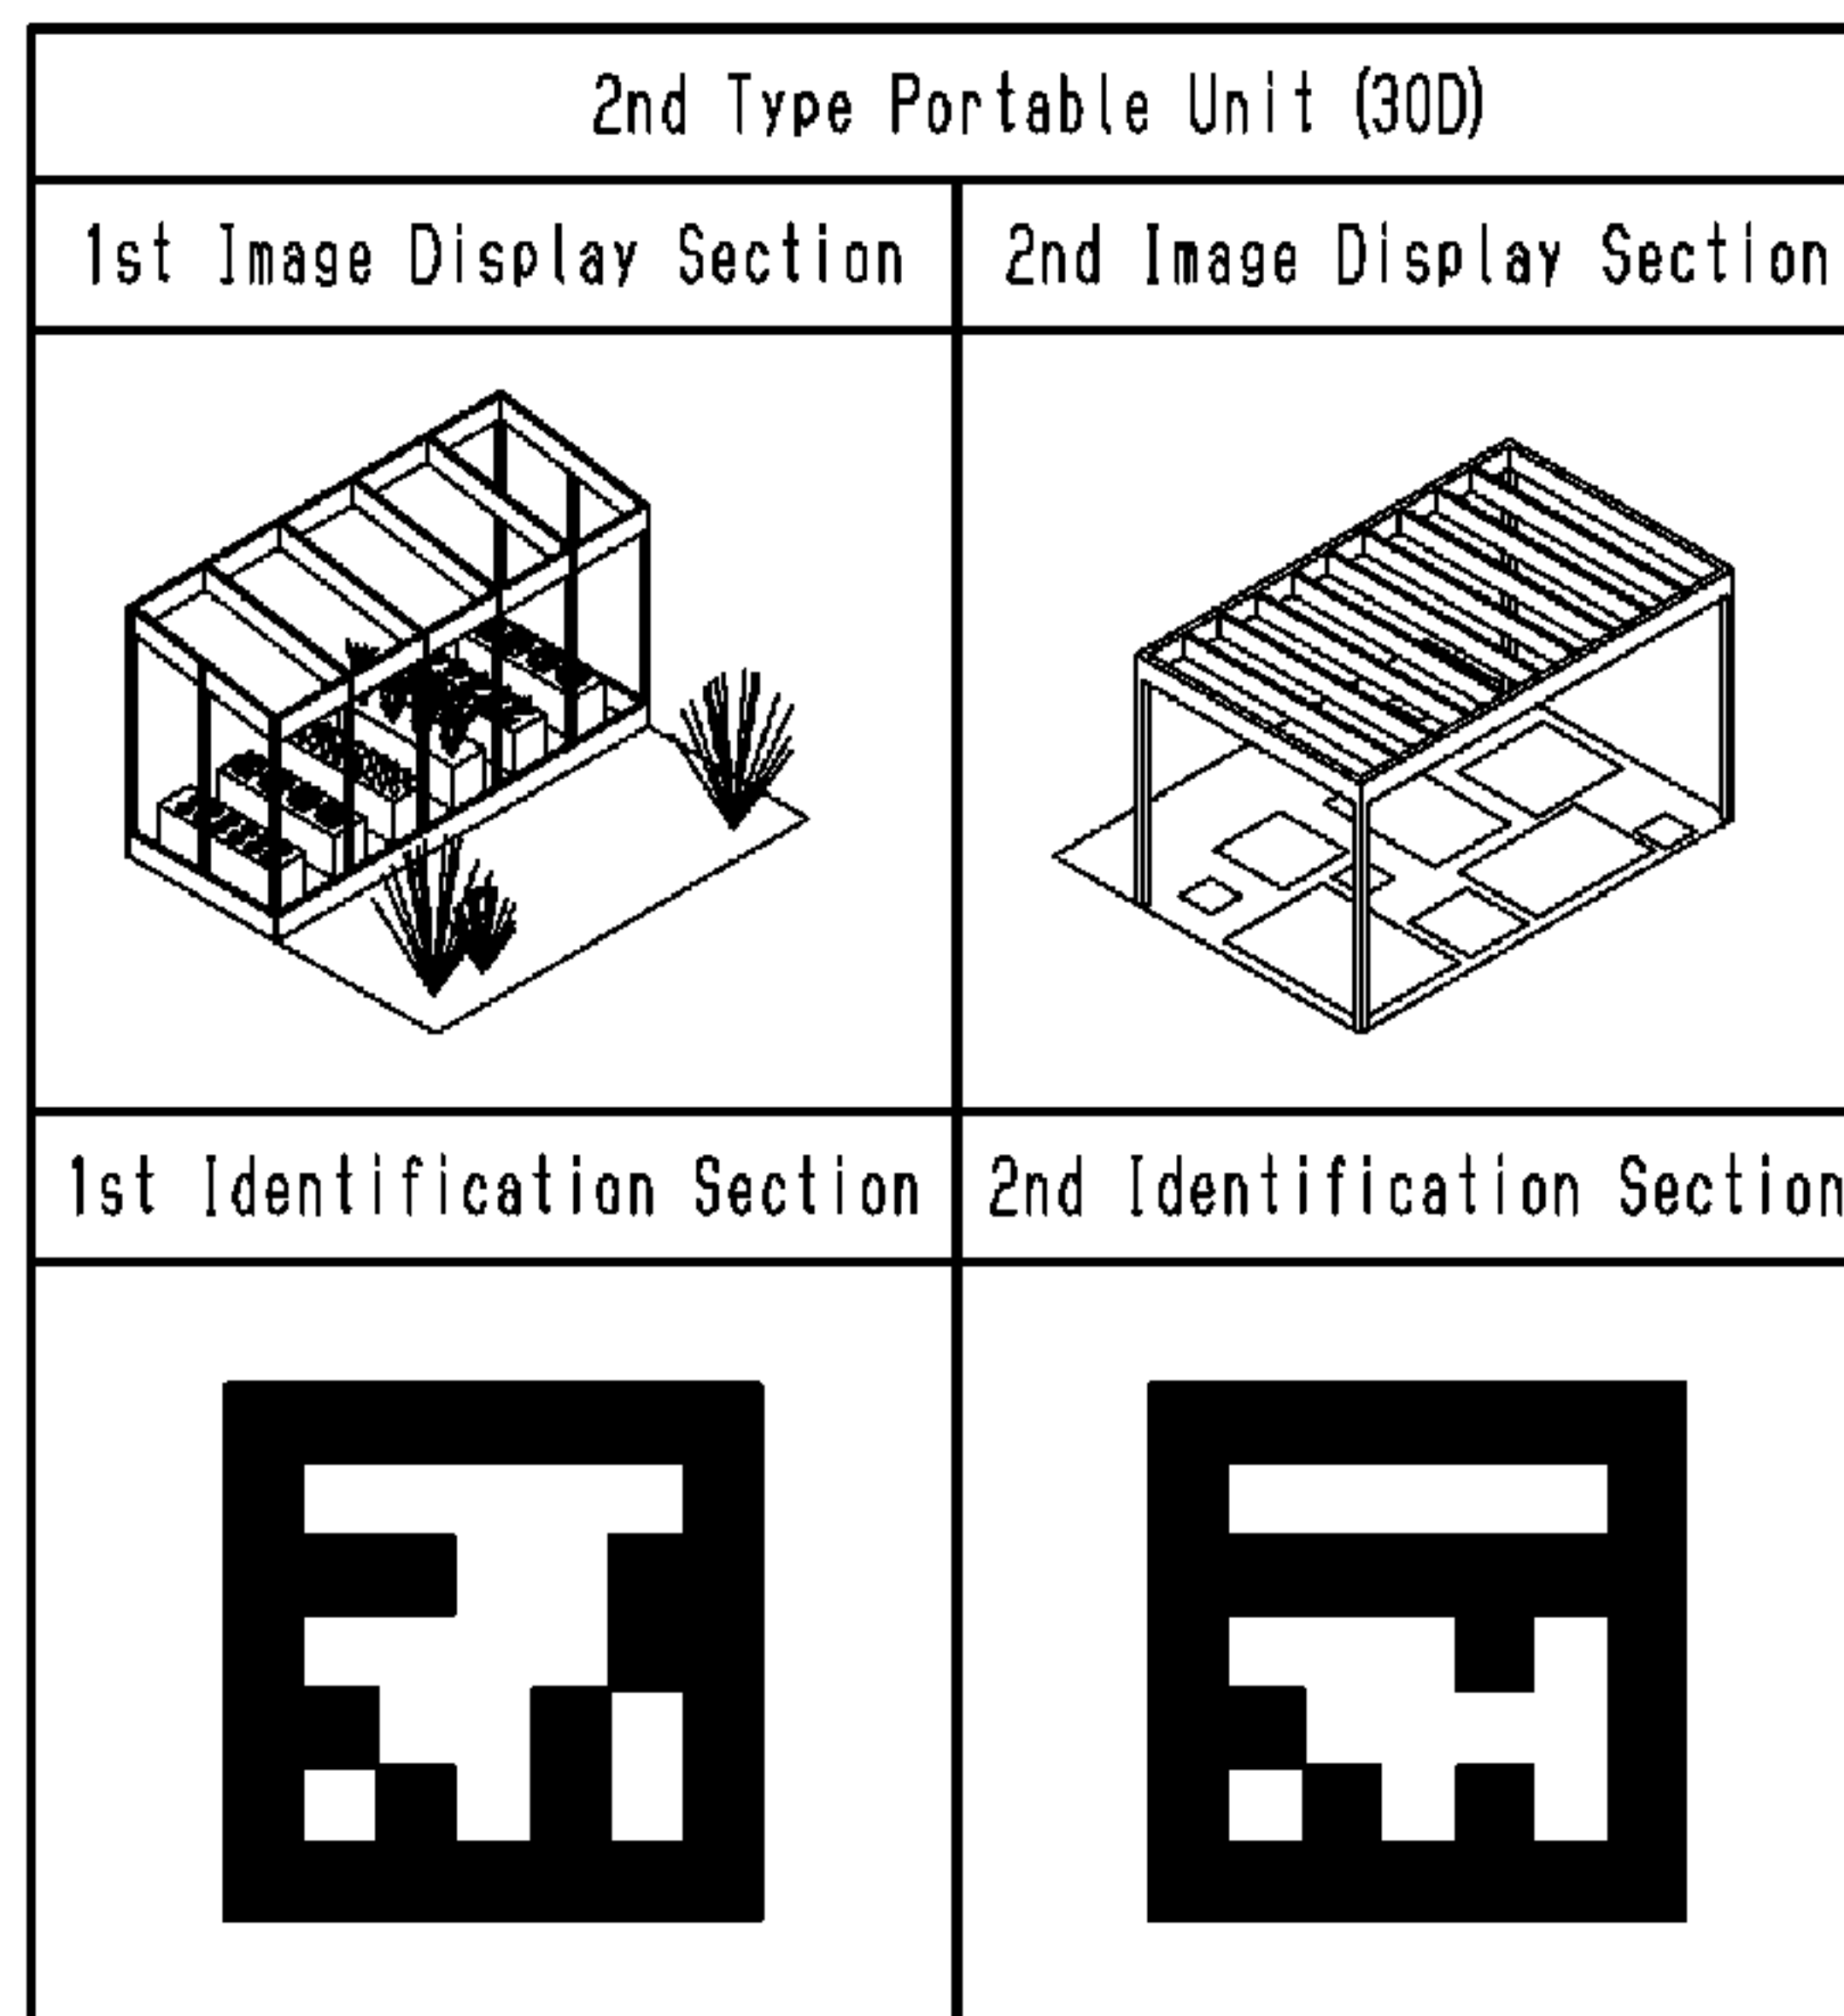 2nd Type Portable Unit (30D)
1st Image Display Section
2nd Image Display Section
1st Identification Section
2nd Identification Section